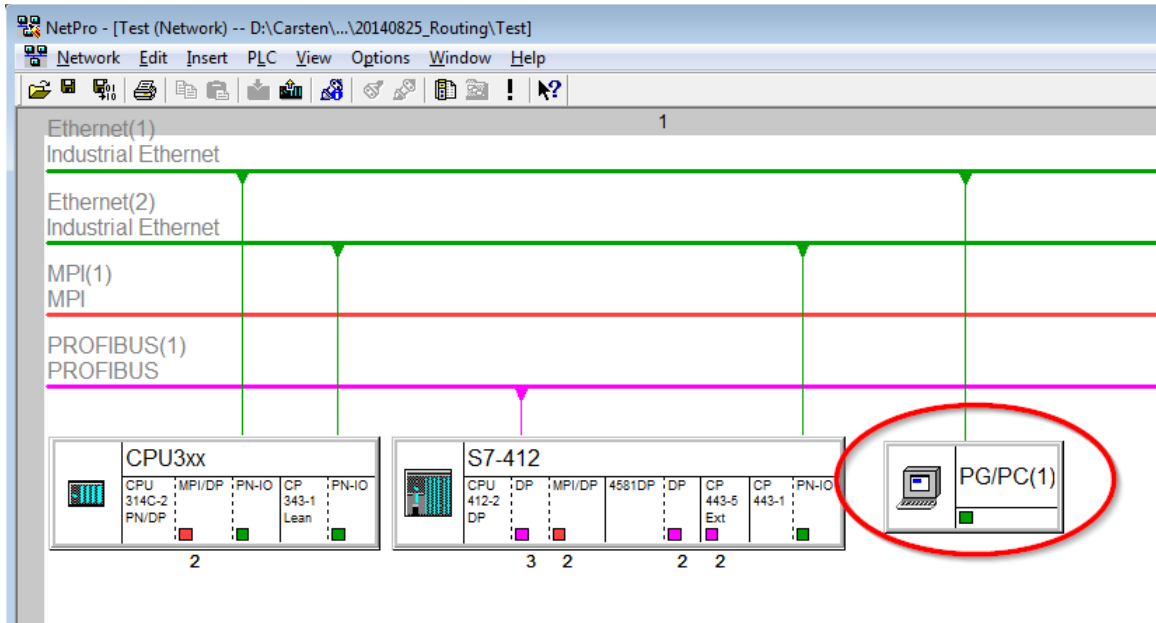 NetPro - [Test (Network) -- D:\Carsten\...\20140825_Routing\Test]
Network Edit Insert PLC View Options Window Help
1
Ethernet(1)
Industrial Ethernet
Ethernet(2)
Industrial Ethernet
MPI(1)
MPI
PROFIBUS(1)
PROFIBUS
CPU3xx
CPU 314C-2 PN/DP
MPI/DP
PN-IO
CP 343-1 Lean
PN-IO
2
S7-412
CPU 412-2 DP
DP
MPI/DP
4581DP
DP
CP 443-5 Ext
CP 443-1
PN-IO
3 2 2 2
PG/PC(1)